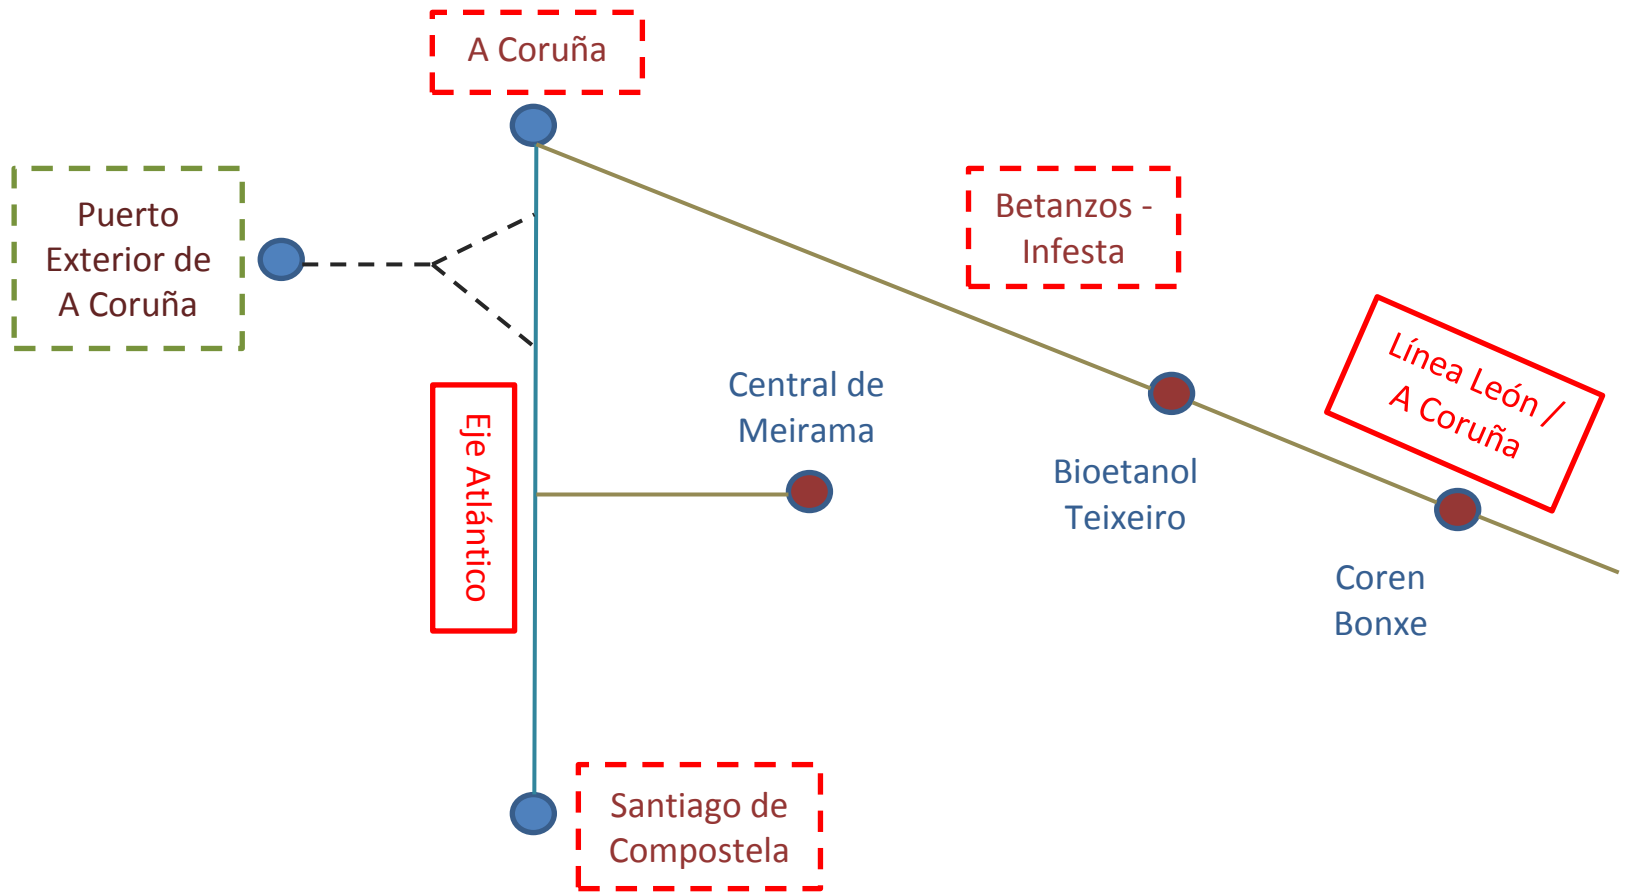 A Coruña
Puerto
Exterior de
A Coruña
Betanzos -
Infesta
Línea León /
A Coruña
Central de
Meirama
Eje Atlántico
Bioetanol
Teixeiro
Coren
Bonxe
Santiago de
Compostela